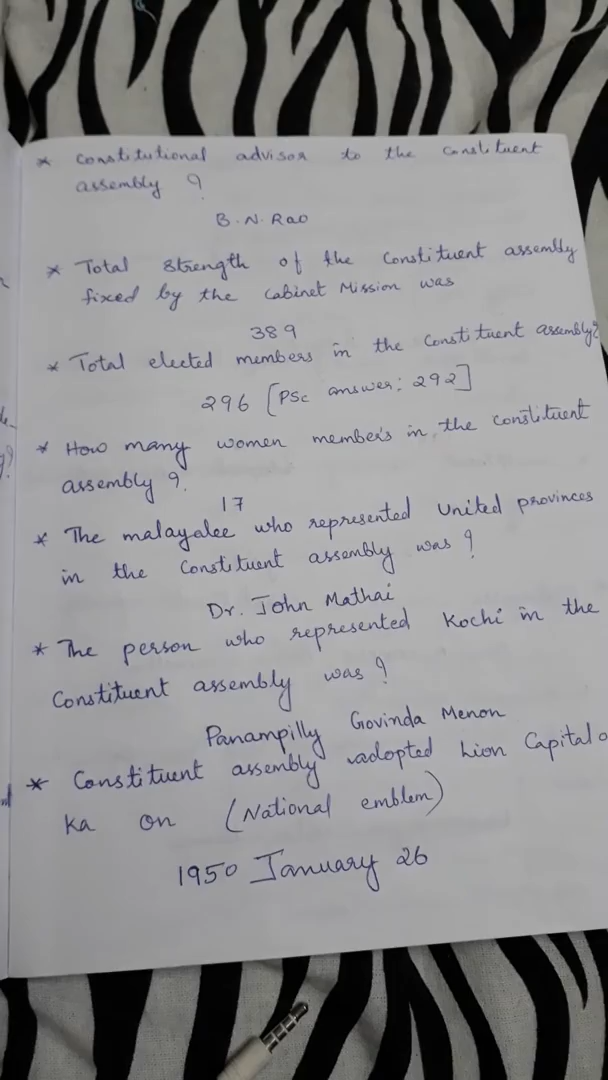 * Constitutional advisor to the Constituent
assembly ?
B.N. Rao
* Total strength of the Constituent assembly
fixed by the Cabinet Mission was
389
* Total elected members in the Constituent assembly?
296 [PSC answer: 292]
* How many women members in the constituent
assembly ?
17
* The malayalee who represented United provinces
in the Constituent assembly was ?
Dr. John Mathai
* The person who represented Kochi in the
Constituent assembly was ?
Panampilly Govinda Menon
* Constituent assembly adopted Lion Capital o
ka on (National emblem)
1950 January 26